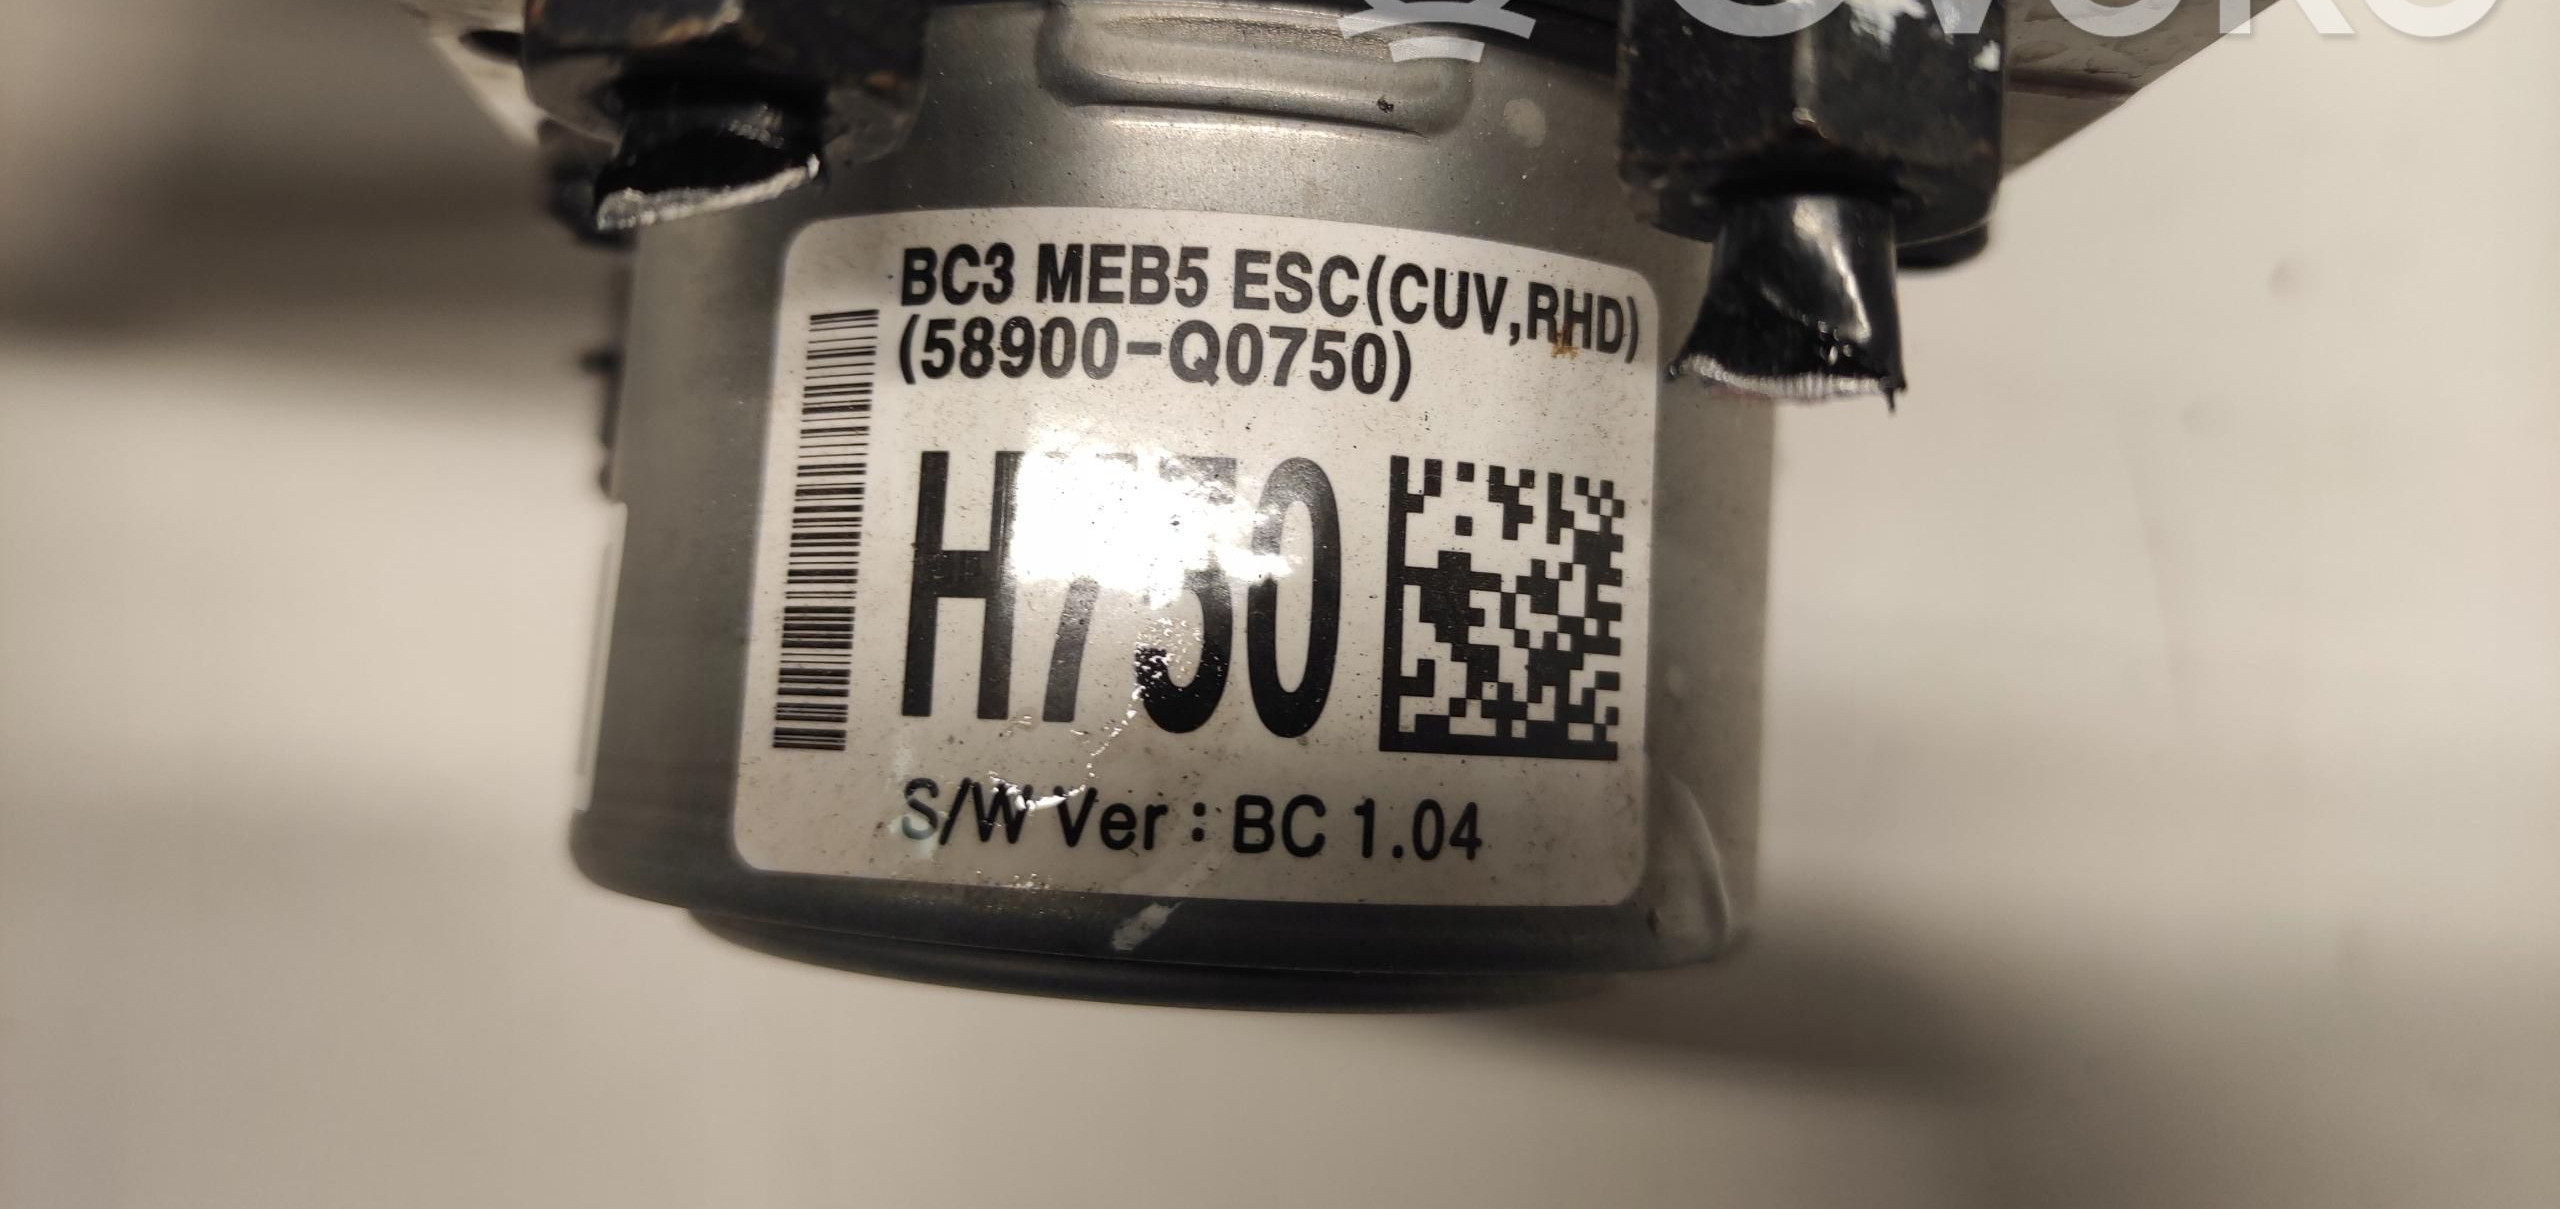 BC3 MEB5 ESC(CUV,RHD)
(58900-Q0750)
H750
S/W Ver : BC 1.04